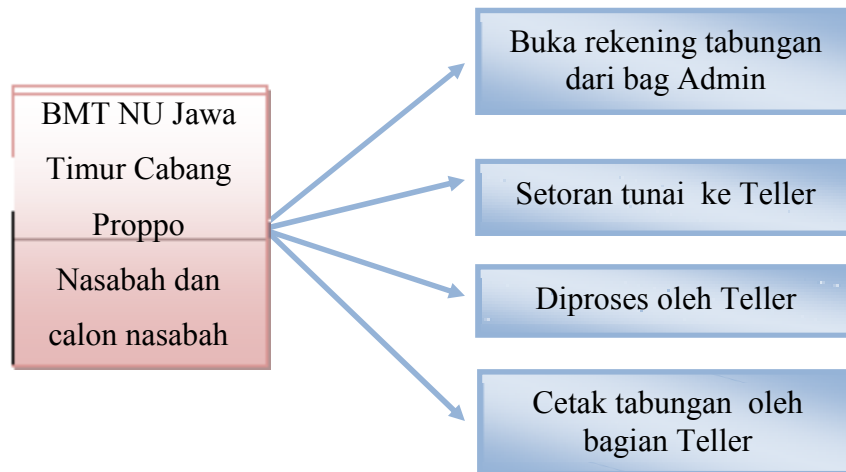 BMT NU Jawa
Timur Cabang
Proppo
Nasabah dan
calon nasabah
Buka rekening tabungan
dari bag Admin
Setoran tunai ke Teller
Diproses oleh Teller
Cetak tabungan oleh
bagian Teller